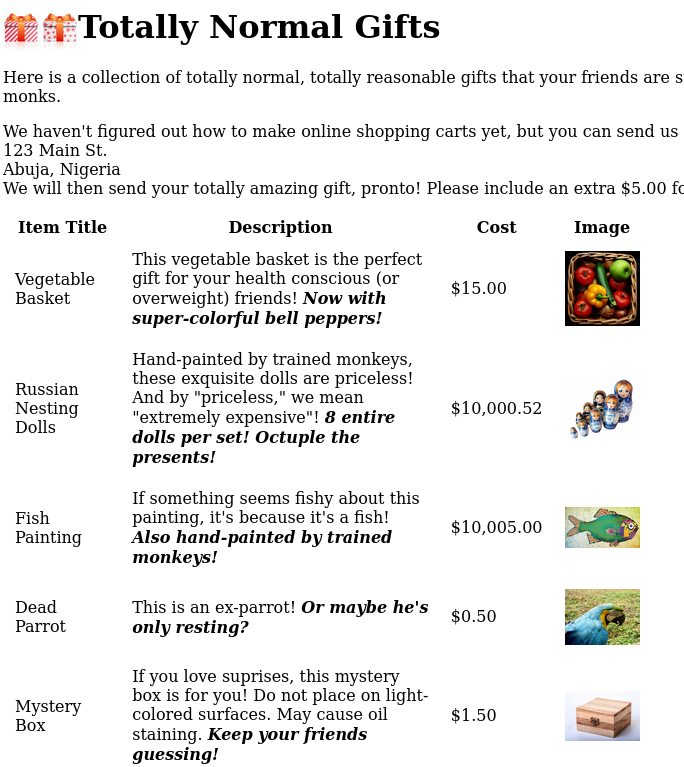 Totally Normal Gifts
Here is a collection of totally normal, totally reasonable gifts that your friends are
monks.
We haven't figured out how to make online shopping carts yet, but you can send us
123 Main St.
Abuja, Nigeria
We will then send your totally amazing gift, pronto! Please include an extra $5.00
Item Title Description Cost Image
Vegetable
Basket
This vegetable basket is the perfect
gift for your health conscious (or
overweight) friends! Now with
super-colorful bell peppers!
$15.00
Russian
Nesting
Dolls
Hand-painted by trained monkeys,
these exquisite dolls are priceless!
And by "priceless," we mean
"extremely expensive"! 8 entire
dolls per set! Octuple the
presents!
$10,000.52
Fish
Painting
If something seems fishy about this
painting, it's because it's a fish!
Also hand-painted by trained
monkeys!
$10,005.00
Dead
Parrot
This is an ex-parrot! Or maybe he's
only resting?
$0.50
Mystery
Box
If you love suprises, this mystery
box is for you! Do not place on light-
colored surfaces. May cause oil
staining. Keep your friends
guessing!
$1.50